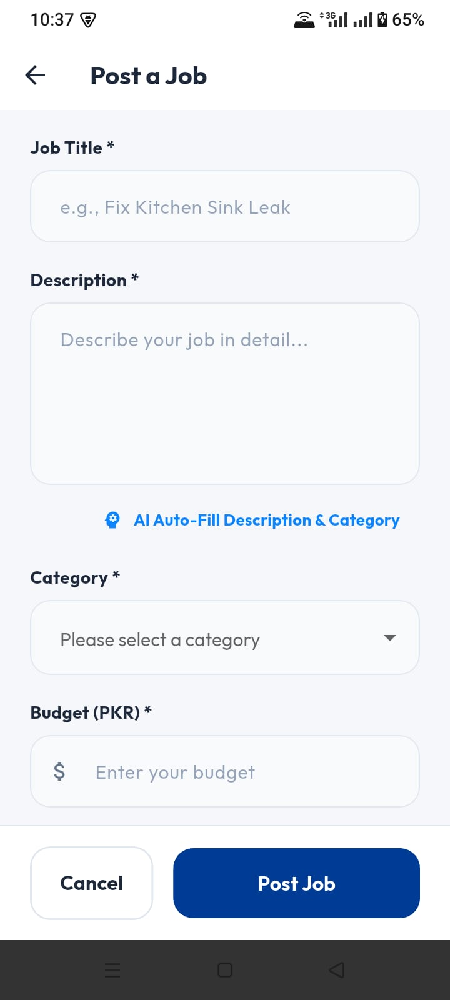 10:37
3G
65%
Post a Job
Job Title *
e.g., Fix Kitchen Sink Leak
Description *
Describe your job in detail...
AI Auto-Fill Description & Category
Category *
Please select a category
Budget (PKR) *
$ Enter your budget
Cancel
Post Job